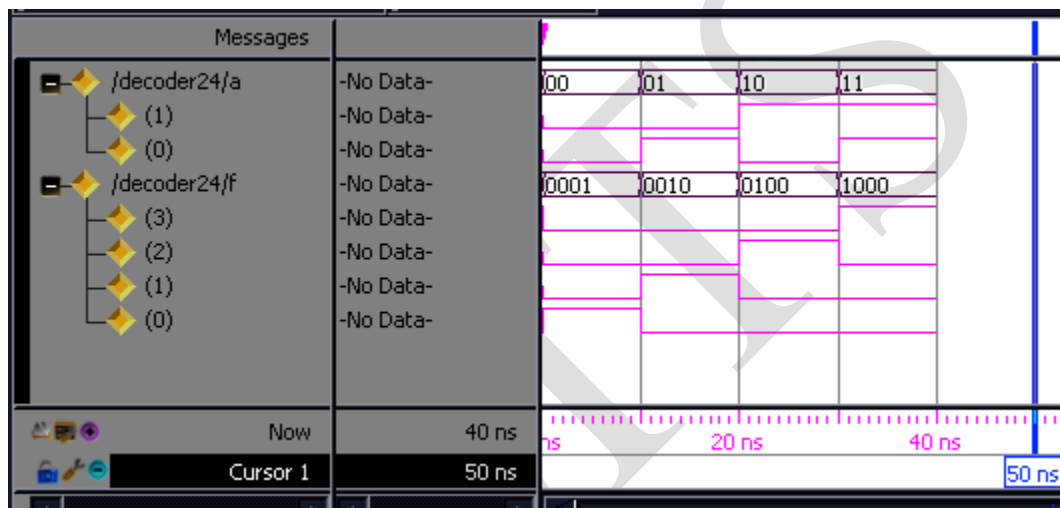 Messages
/decoder24/a -No Data- 00 01 10 11
(1) -No Data-
(0) -No Data-
/decoder24/f -No Data- 0001 0010 0100 1000
(3) -No Data-
(2) -No Data-
(1) -No Data-
(0) -No Data-
Now 40 ns ns 20 ns 40 ns
Cursor 1 50 ns 50 ns
TS